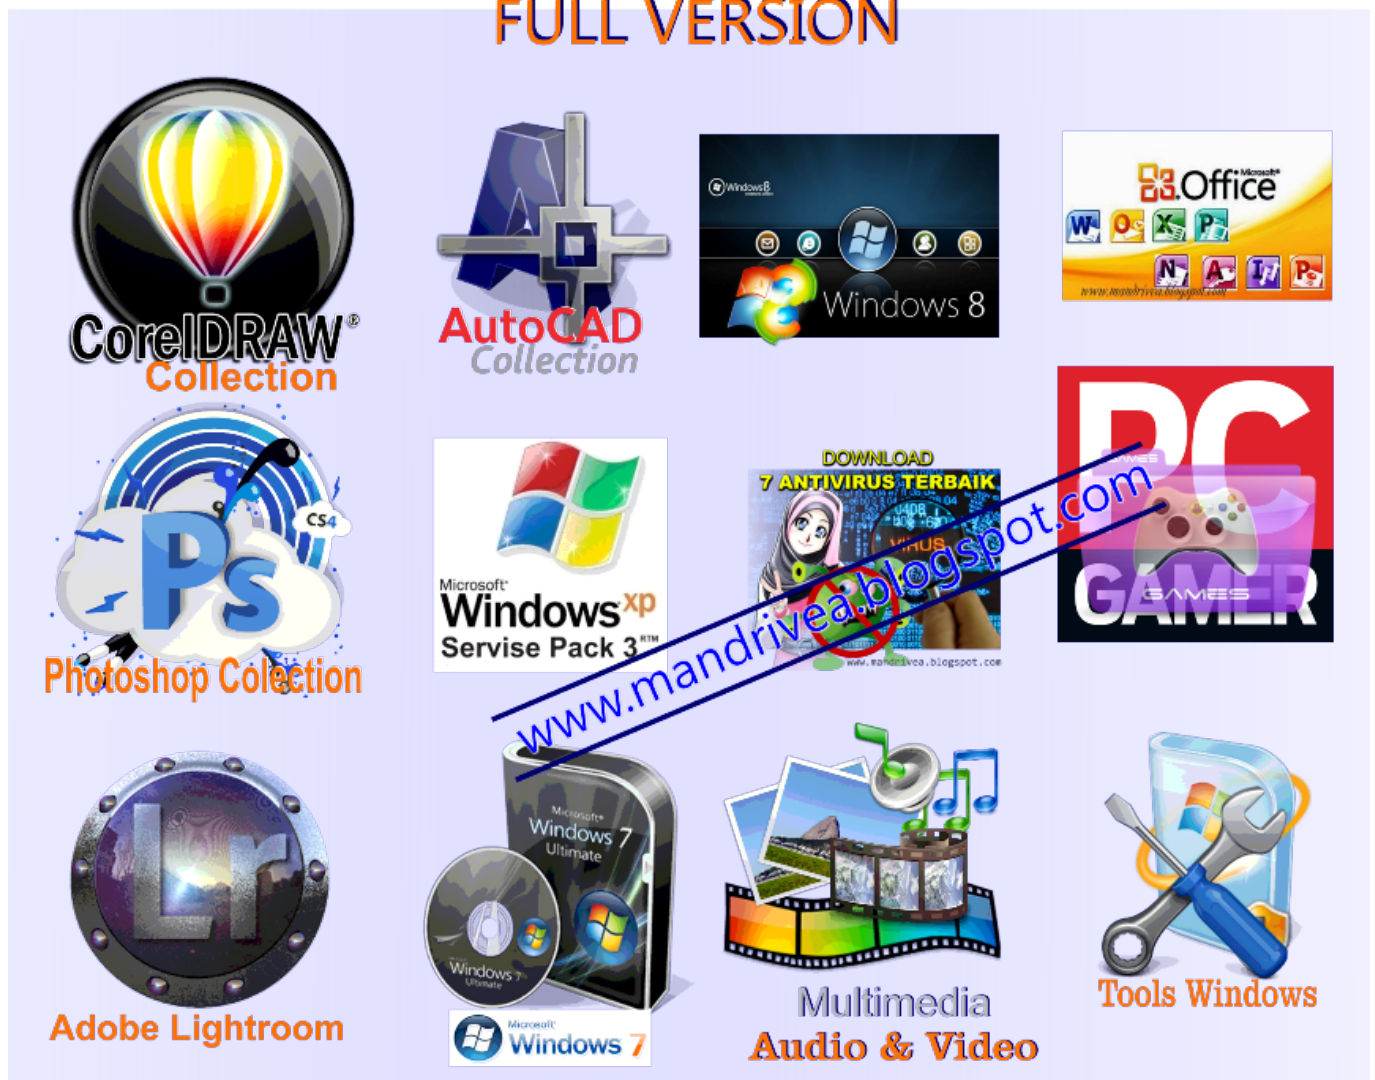 FULL VERSION
CorelDRAW®
Collection
AutoCAD
Collection
Windows 8
Windows 8
Microsoft®
Office
W O X P
N A I P
www.mandrivea.blogspot.com
Ps
CS4
Photoshop Colection
Microsoft®
Windows xp
Servise Pack 3 RTM
DOWNLOAD
7 ANTIVIRUS TERBAIK
VIRUS
www.mandrivea.blogspot.com
PC
GAMER
GAMES
GAMES
www.mandrivea.blogspot.com
Lr
Adobe Lightroom
Microsoft®
Windows 7
Ultimate
Windows 7
Ultimate
Microsoft®
Windows 7
Multimedia
Audio & Video
Tools Windows